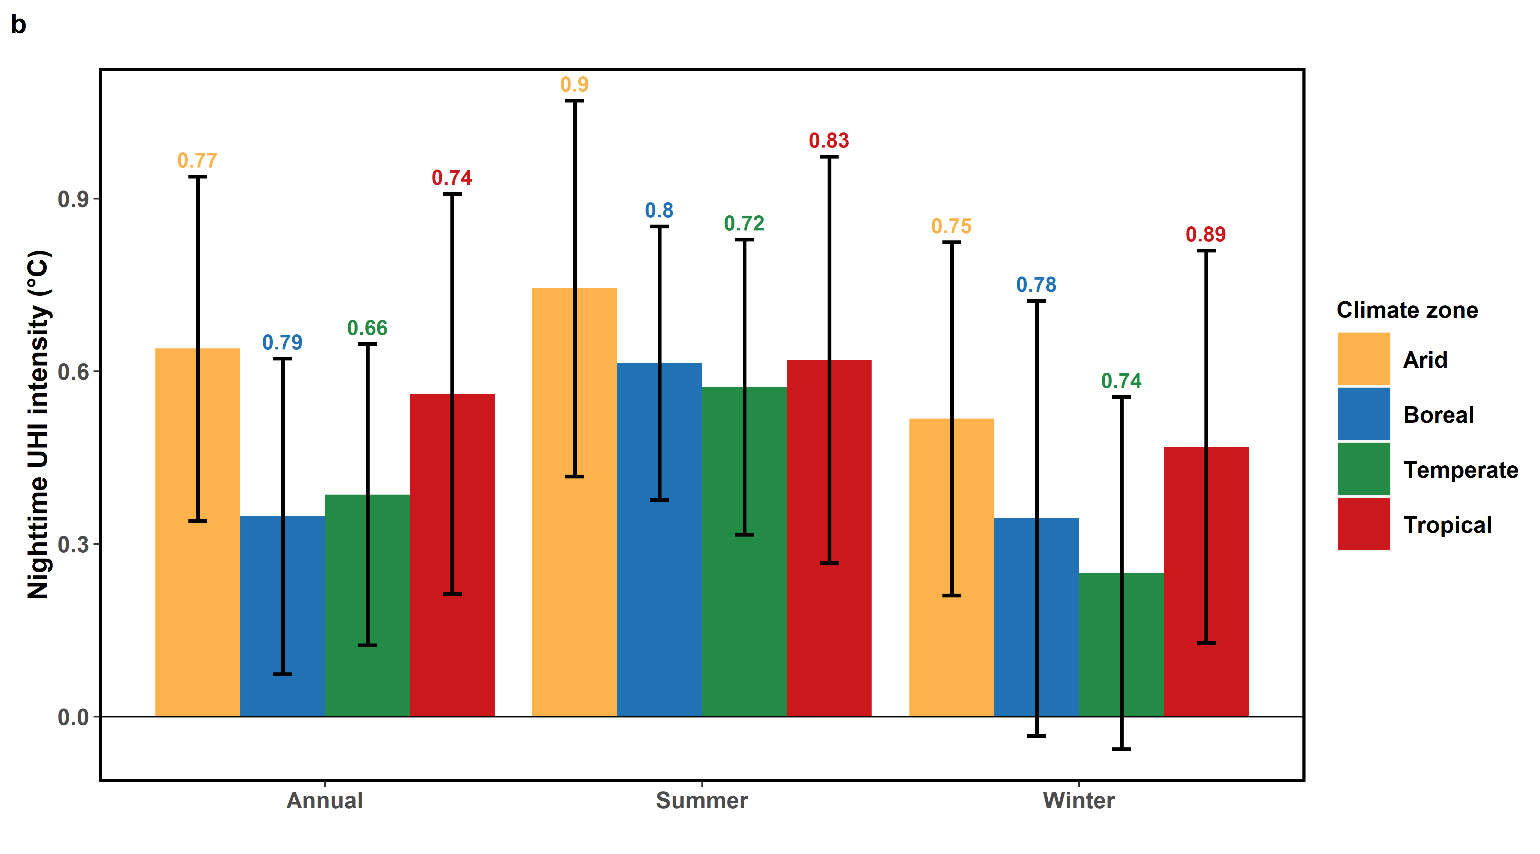 b
Nighttime UHI intensity (°C)
0.9
0.6
0.3
0.0
0.77
0.79
0.66
0.74
0.9
0.8
0.72
0.83
0.75
0.78
0.74
0.89
Annual
Summer
Winter
Climate zone
Arid
Boreal
Temperate
Tropical